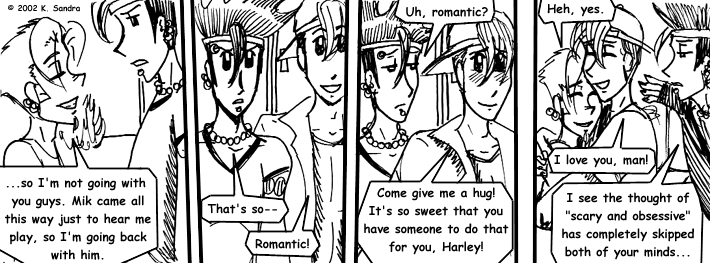 © 2002 K. Sandra
...so I'm not going with
you guys. Mik came all
this way just to hear me
play, so I'm going back
with him.
That's so--
Romantic!
Uh, romantic?
Come give me a hug!
It's so sweet that you
have someone to do that
for you, Harley!
Heh, yes.
I love you, man!
I see the thought of
"scary and obsessive"
has completely skipped
both of your minds...